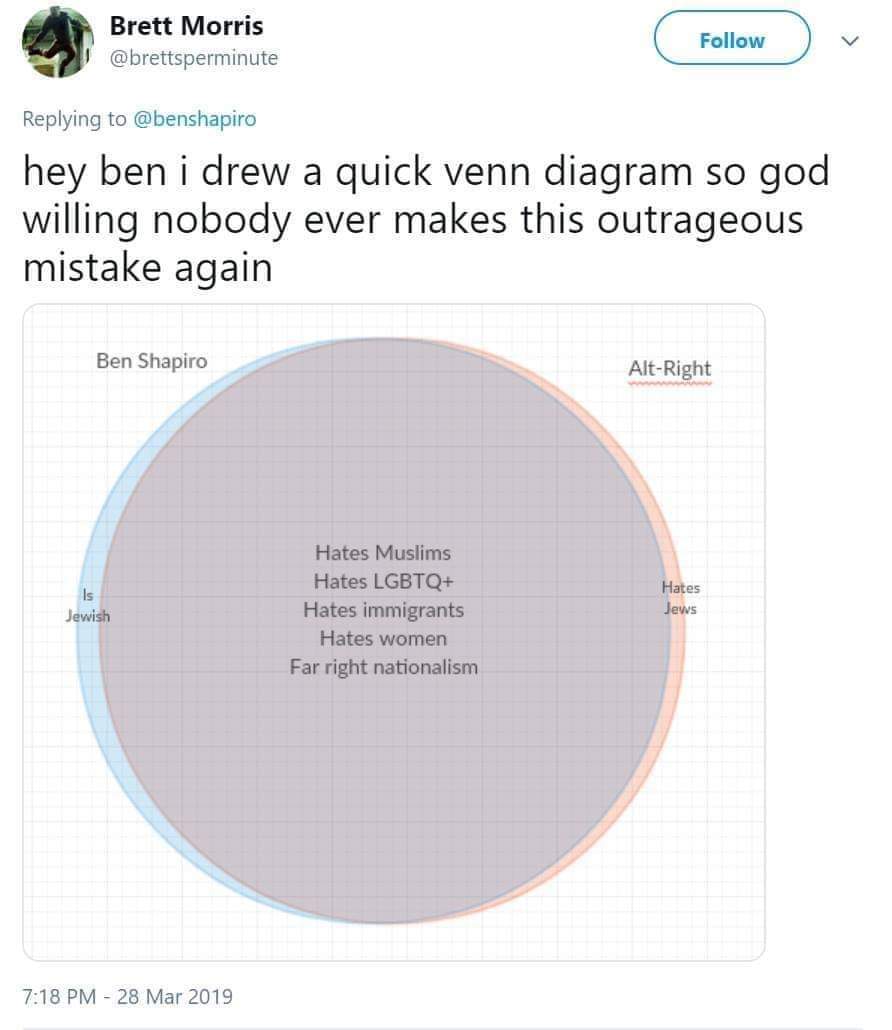 Brett Morris
@brettsperminute
Follow
Replying to @benshapiro
hey ben i drew a quick venn diagram so god
willing nobody ever makes this outrageous
mistake again
Ben Shapiro
Alt-Right
Hates Muslims
Hates LGBTQ+
Hates immigrants
Hates women
Far right nationalism
Is
Jewish
Hates
Jews
7:18 PM - 28 Mar 2019